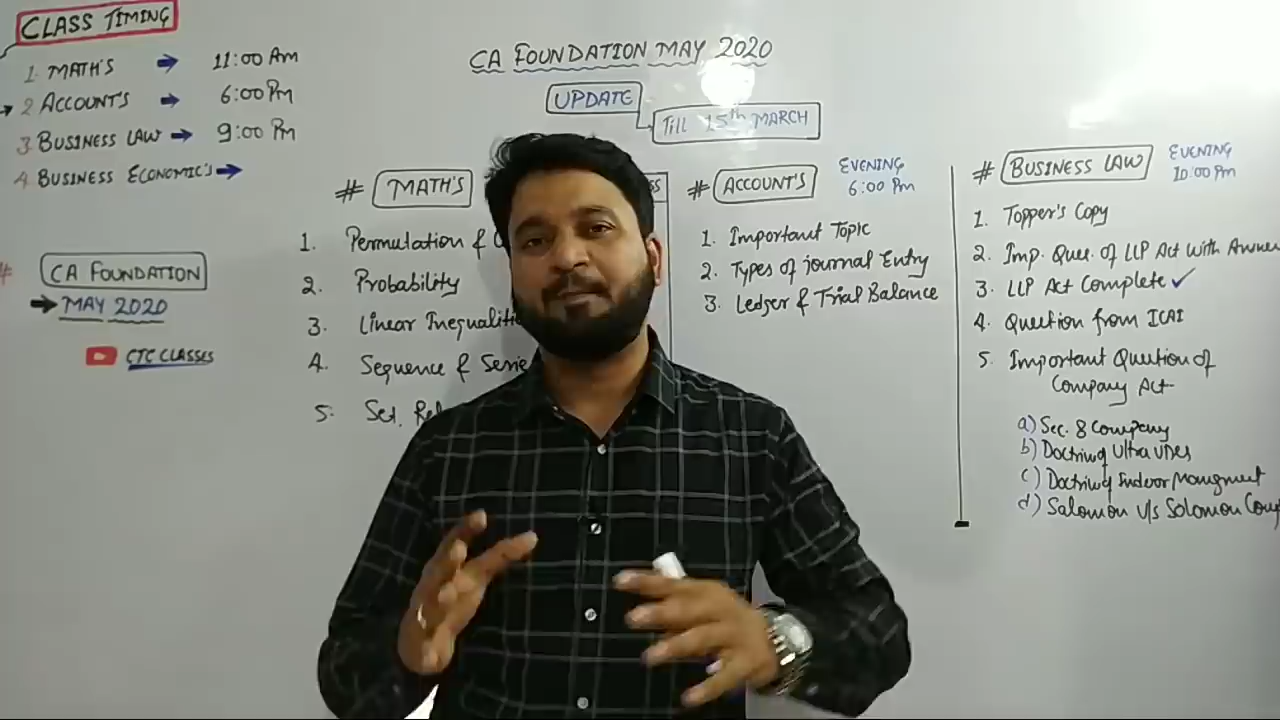 CLASS TIMING
1. MATH'S → 11:00 Am
→ 2 ACCOUNT'S → 6:00 Pm
3 BUSINESS LAW → 9:00 Pm
4. BUSINESS ECONOMIC'S →
# CA FOUNDATION
→ MAY 2020
CTC CLASSES
CA FOUNDATION MAY 2020
UPDATE
TILL 15th MARCH
# MATH'S
1. Permutation &
2. Probability
3. Linear Inequaliti
4. Sequence & Serie
5. Set, Rel
SS
# ACCOUNT'S
EVENING
6:00 Pm
1. Important Topic
2. Types of journal Entry
3. Ledger & Trial Balance
# BUSINESS LAW
EVENING
10:00 Pm
1. Topper's Copy
2. Imp. Ques. of LLP Act with Answe
3. LLP Act Complete ✓
4. Question from ICAI
5. Important Question of
Company Act
a) Sec. 8 Company
b) Doctrine Ultra Vires
c) Doctrine Indoor Mangment
d) Salomon v/s Solomon Comp